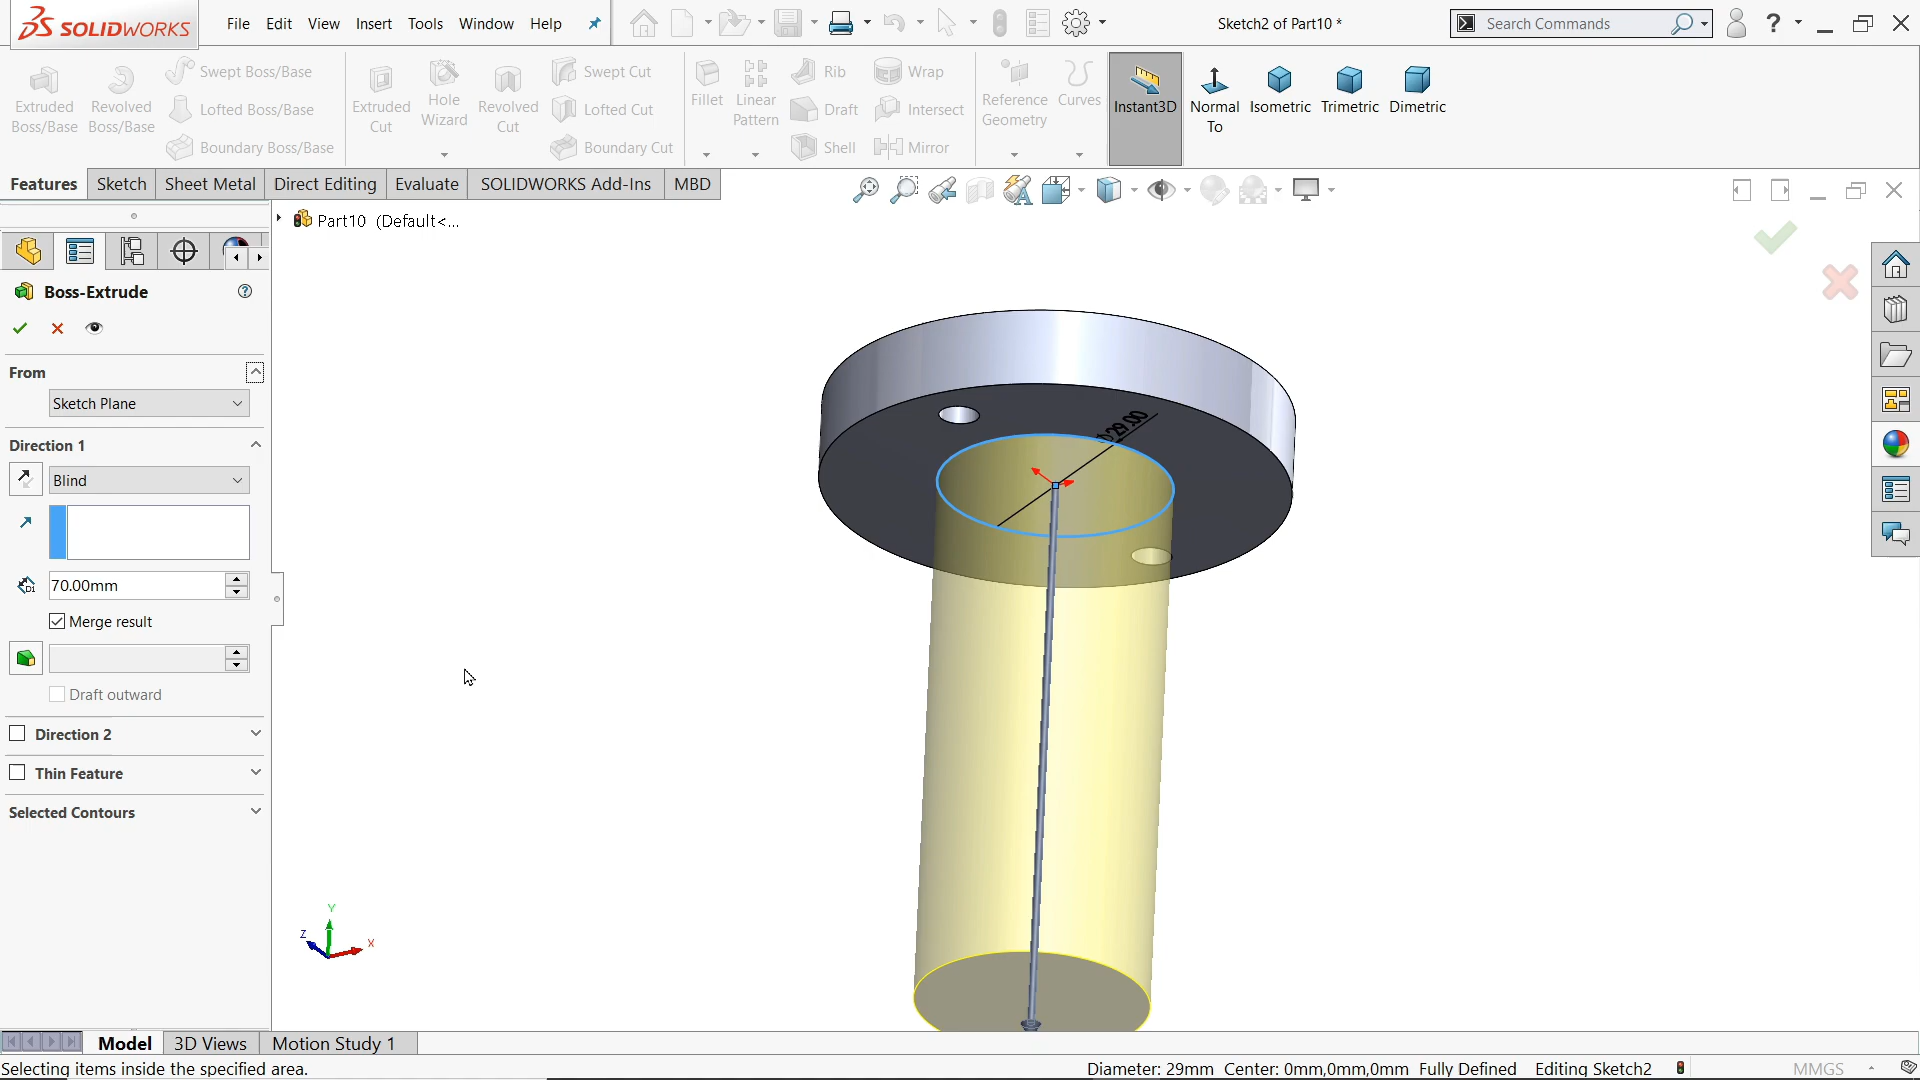 SOLIDWORKS
File Edit View Insert Tools Window Help
Sketch2 of Part10 *
Search Commands
?
Extruded Boss/Base
Revolved Boss/Base
Swept Boss/Base
Lofted Boss/Base
Boundary Boss/Base
Extruded Cut
Hole Wizard
Revolved Cut
Swept Cut
Lofted Cut
Boundary Cut
Fillet
Linear Pattern
Rib
Draft
Shell
Wrap
Intersect
Mirror
Reference Geometry
Curves
Instant3D
Normal To
Isometric
Trimetric
Dimetric
Features Sketch Sheet Metal Direct Editing Evaluate SOLIDWORKS Add-Ins MBD
Part10 (Default<...
Boss-Extrude
From
Sketch Plane
Direction 1
Blind
D1
70.00mm
Merge result
Draft outward
Direction 2
Thin Feature
Selected Contours
Φ29.00
Y
Z
X
Model 3D Views Motion Study 1
Selecting items inside the specified area.
Diameter: 29mm Center: 0mm,0mm,0mm Fully Defined Editing Sketch2 MMGS